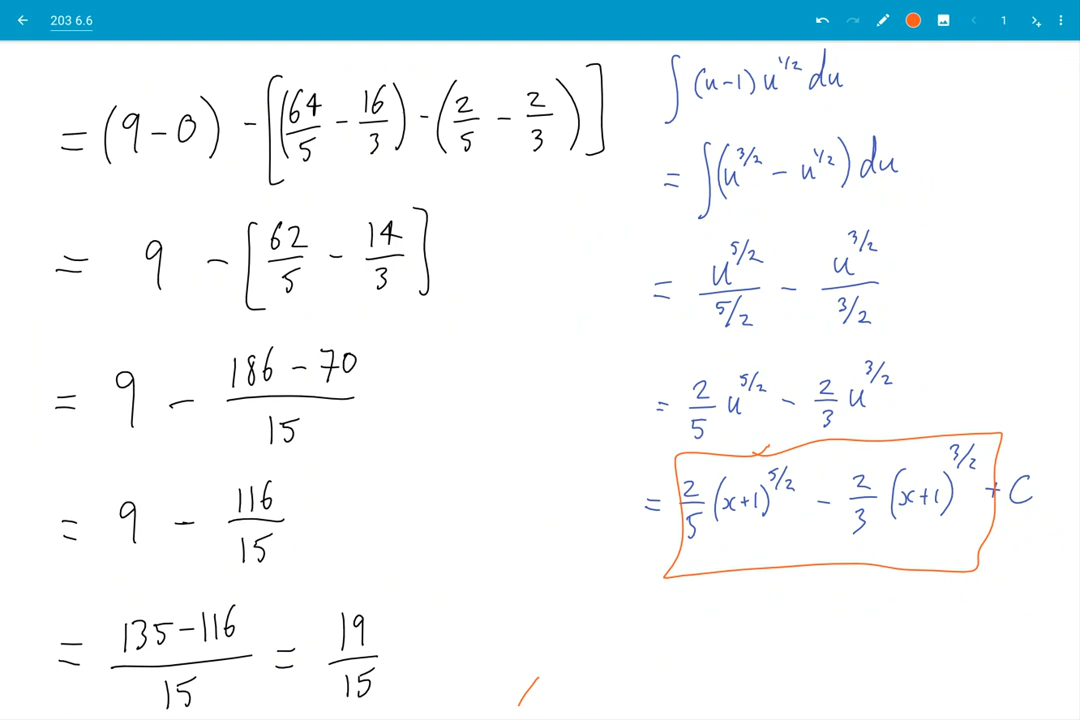 203 6.6
1
= (9-0) - [(64/5 - 16/3) - (2/5 - 2/3)]
= 9 - [62/5 - 14/3]
= 9 - (186 - 70)/15
= 9 - 116/15
= (135 - 116)/15 = 19/15
∫ (u-1) u^(1/2) du
= ∫ (u^(3/2) - u^(1/2)) du
= u^(5/2)/(5/2) - u^(3/2)/(3/2)
= 2/5 u^(5/2) - 2/3 u^(3/2)
= 2/5 (x+1)^(5/2) - 2/3 (x+1)^(3/2) + C